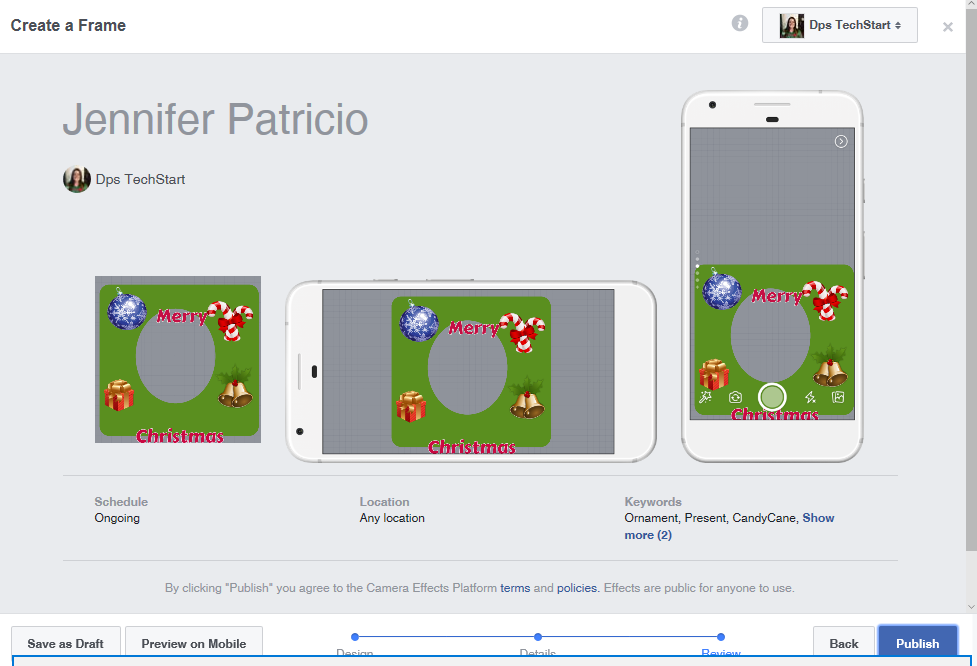 Create a Frame
Dps TechStart
Jennifer Patricio
Dps TechStart
Merry
Christmas
Merry
Christmas
Merry
Christmas
Schedule
Ongoing
Location
Any location
Keywords
Ornament, Present, CandyCane, Show
more (2)
By clicking "Publish" you agree to the Camera Effects Platform terms and policies. Effects are public for anyone to use.
Save as Draft
Preview on Mobile
Design
Details
Review
Back
Publish